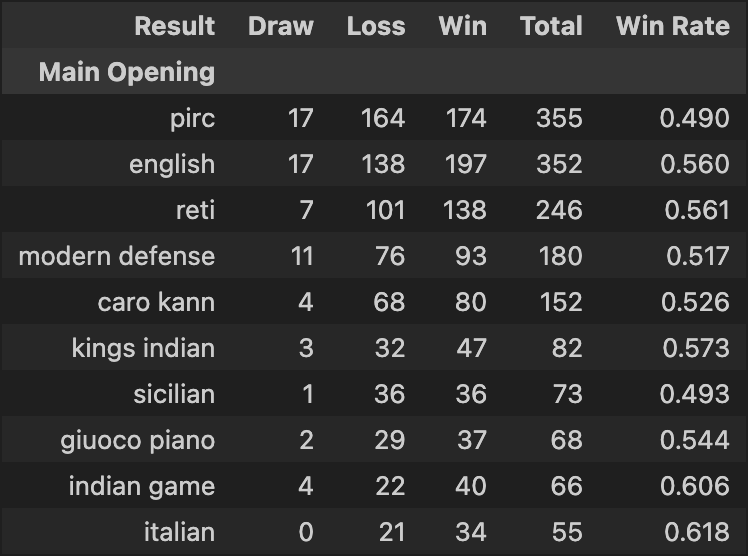 Result Draw Loss Win Total Win Rate
Main Opening
pirc 17 164 174 355 0.490
english 17 138 197 352 0.560
reti 7 101 138 246 0.561
modern defense 11 76 93 180 0.517
caro kann 4 68 80 152 0.526
kings indian 3 32 47 82 0.573
sicilian 1 36 36 73 0.493
giuoco piano 2 29 37 68 0.544
indian game 4 22 40 66 0.606
italian 0 21 34 55 0.618